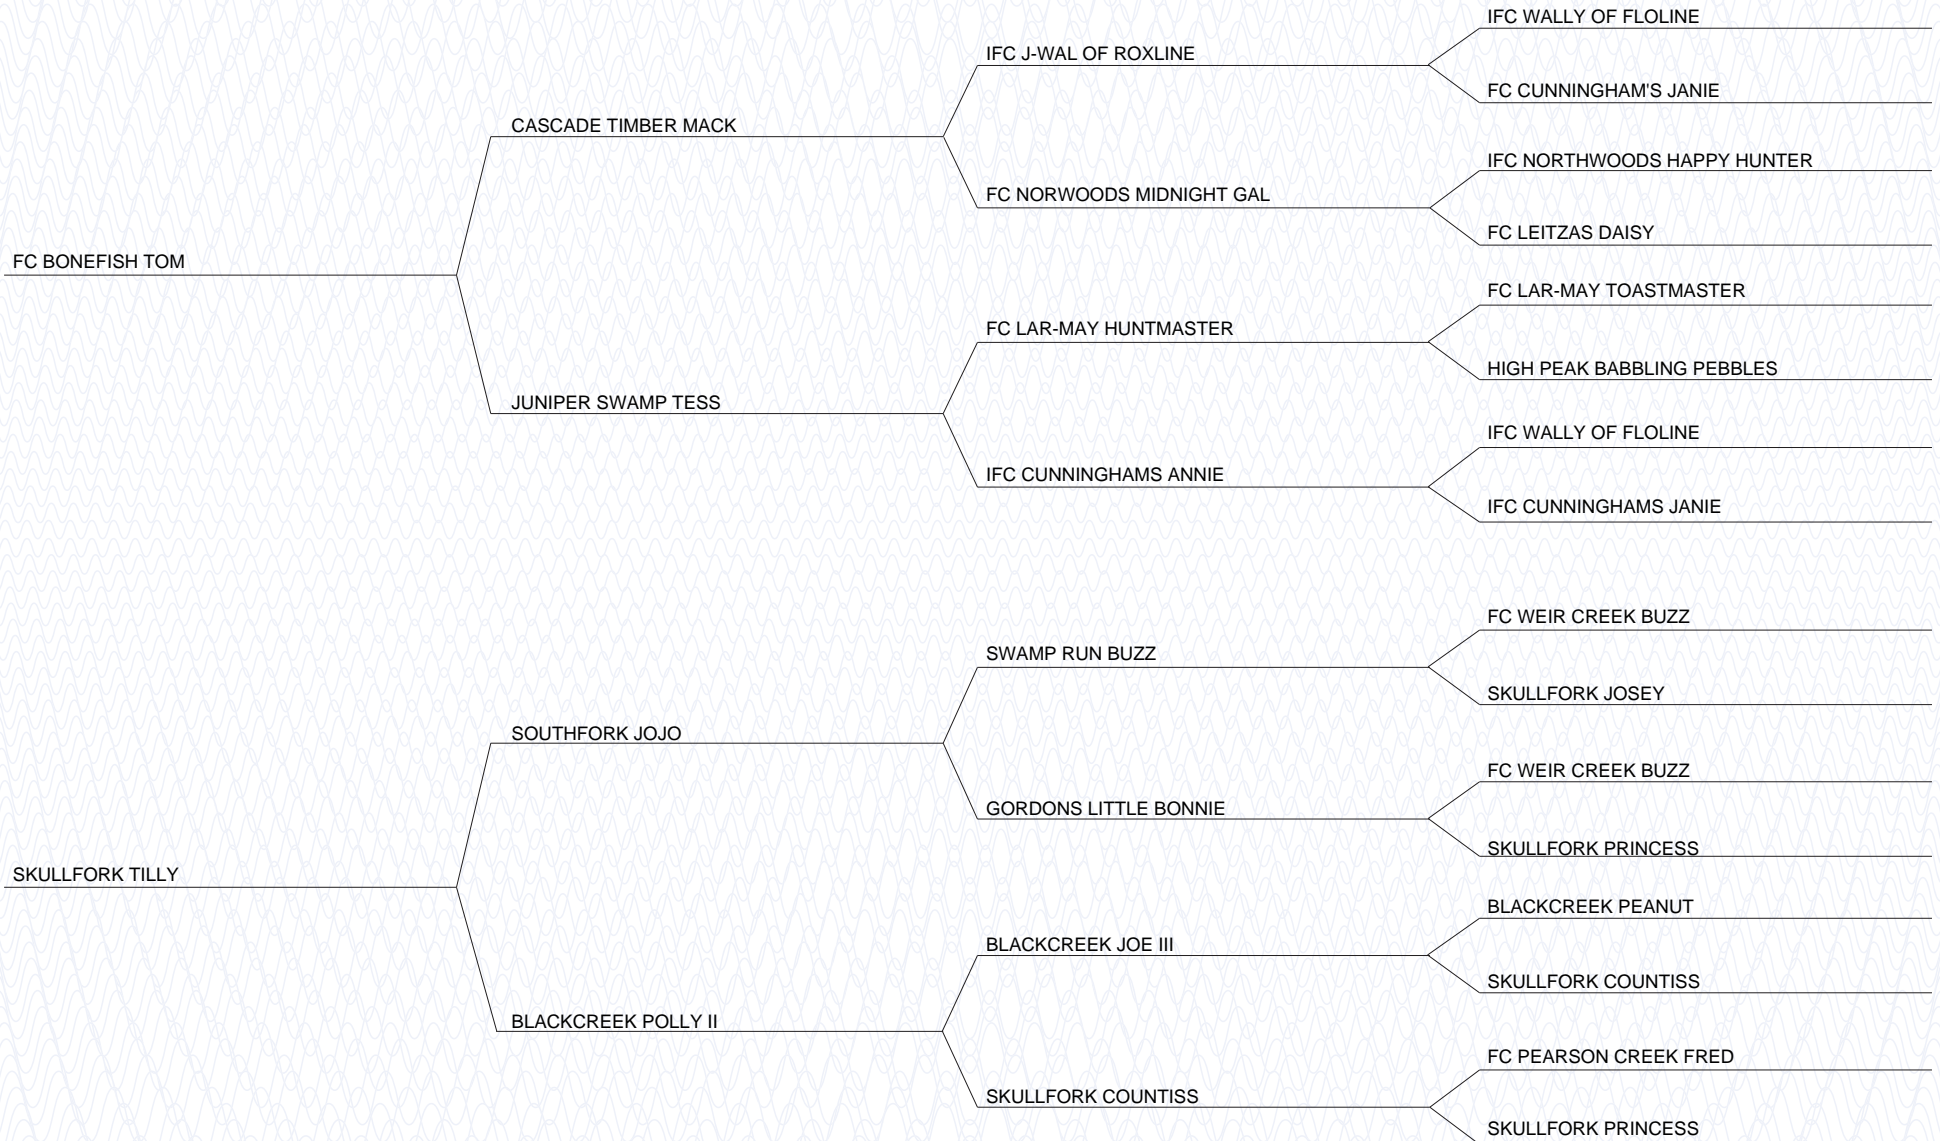 IFC WALLY OF FLOLINE
IFC J-WAL OF ROXLINE
FC CUNNINGHAM'S JANIE
CASCADE TIMBER MACK
IFC NORTHWOODS HAPPY HUNTER
FC NORWOODS MIDNIGHT GAL
FC LEITZAS DAISY
FC BONEFISH TOM
FC LAR-MAY TOASTMASTER
FC LAR-MAY HUNTMASTER
HIGH PEAK BABBLING PEBBLES
JUNIPER SWAMP TESS
IFC WALLY OF FLOLINE
IFC CUNNINGHAMS ANNIE
IFC CUNNINGHAMS JANIE
FC WEIR CREEK BUZZ
SWAMP RUN BUZZ
SKULLFORK JOSEY
SOUTHFORK JOJO
FC WEIR CREEK BUZZ
GORDONS LITTLE BONNIE
SKULLFORK PRINCESS
SKULLFORK TILLY
BLACKCREEK PEANUT
BLACKCREEK JOE III
SKULLFORK COUNTISS
BLACKCREEK POLLY II
FC PEARSON CREEK FRED
SKULLFORK COUNTISS
SKULLFORK PRINCESS